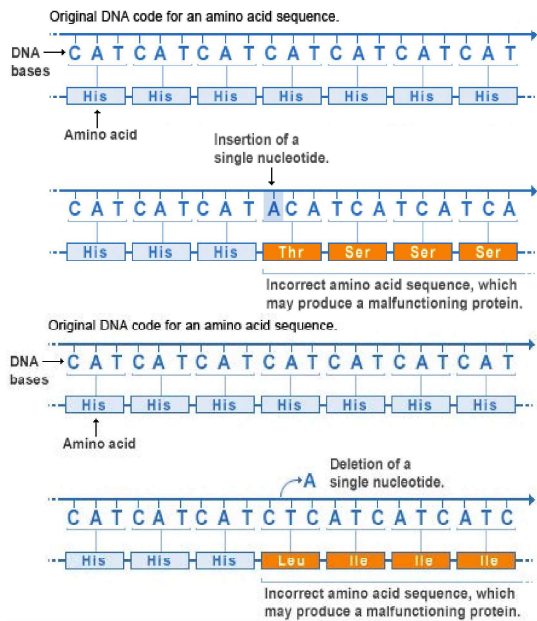 Original DNA code for an amino acid sequence.
DNA bases
C A T C A T C A T C A T C A T C A T C A T
His His His His His His His
Amino acid
Insertion of a
single nucleotide.
C A T C A T C A T A C A T C A T C A T C A
His His His Thr Ser Ser Ser
Incorrect amino acid sequence, which
may produce a malfunctioning protein.
Original DNA code for an amino acid sequence.
DNA bases
C A T C A T C A T C A T C A T C A T C A T
His His His His His His His
Amino acid
Deletion of a
single nucleotide.
A
C A T C A T C A T C T C A T C A T C A T C
His His His Leu Ile Ile Ile
Incorrect amino acid sequence, which
may produce a malfunctioning protein.